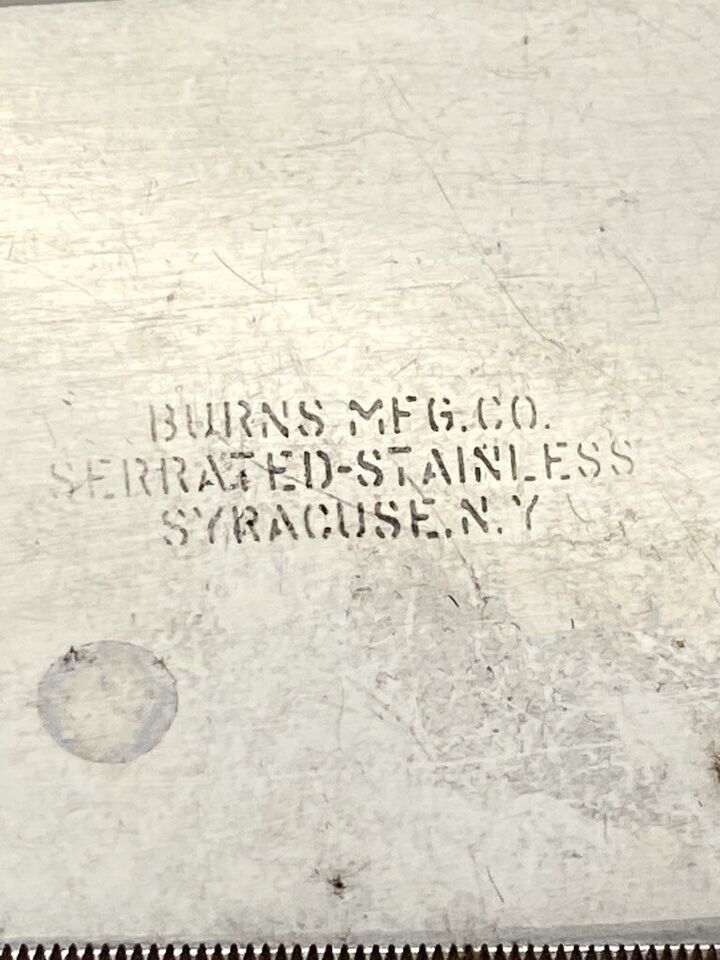 BURNS MFG.CO.
SERRATED-STAINLESS
SYRACUSE.N.Y